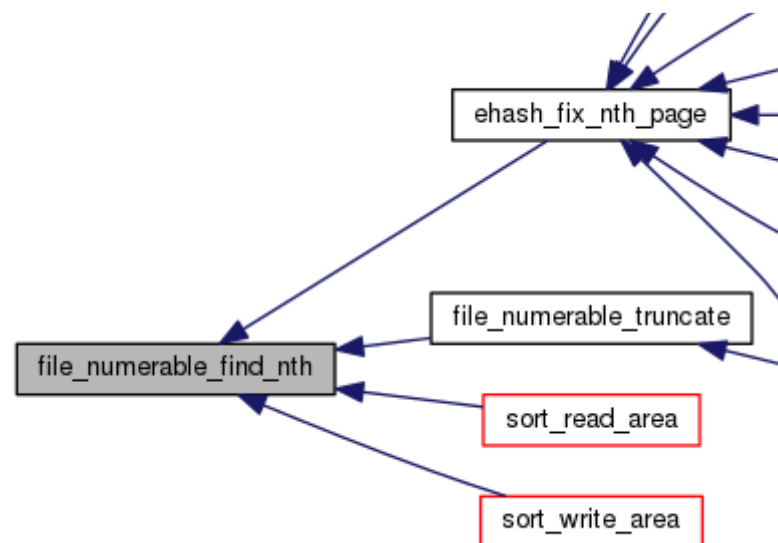 ehash_fix_nth_page
file_numerable_truncate
file_numerable_find_nth
sort_read_area
sort_write_area